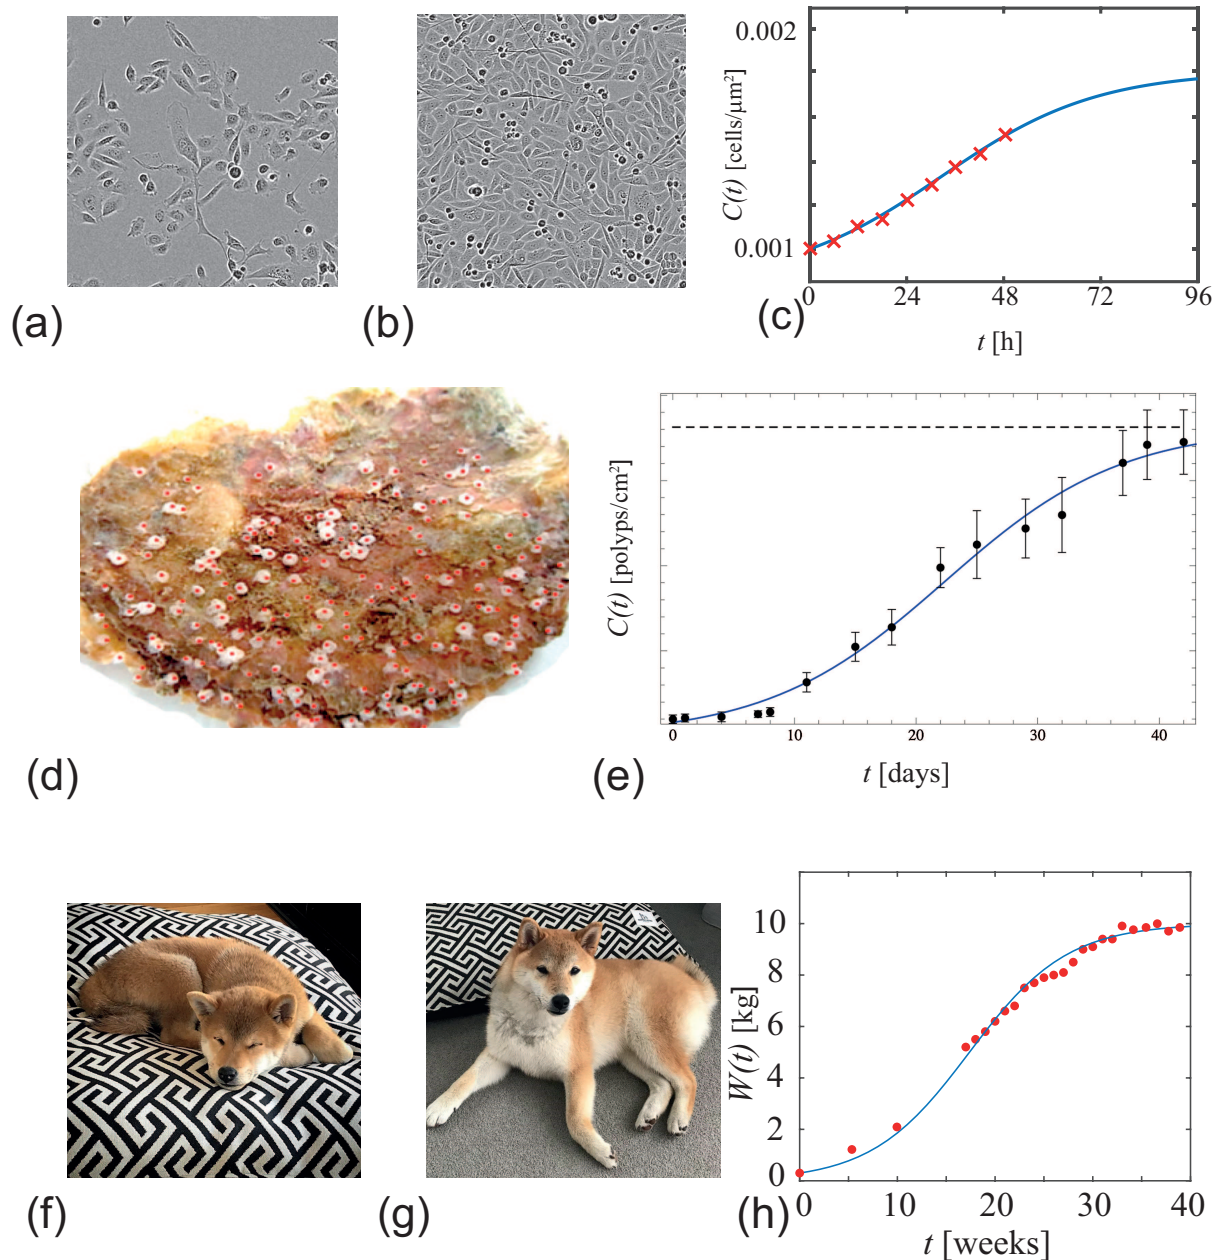 0.002
0.001
C(t) [cells/μm²]
0 24 48 72 96
t [h]
(a)
(b)
(c)
C(t) [polyps/cm²]
0 10 20 30 40
t [days]
(d)
(e)
10
8
6
4
2
0
W(t) [kg]
0 10 20 30 40
t [weeks]
(f)
(g)
(h)